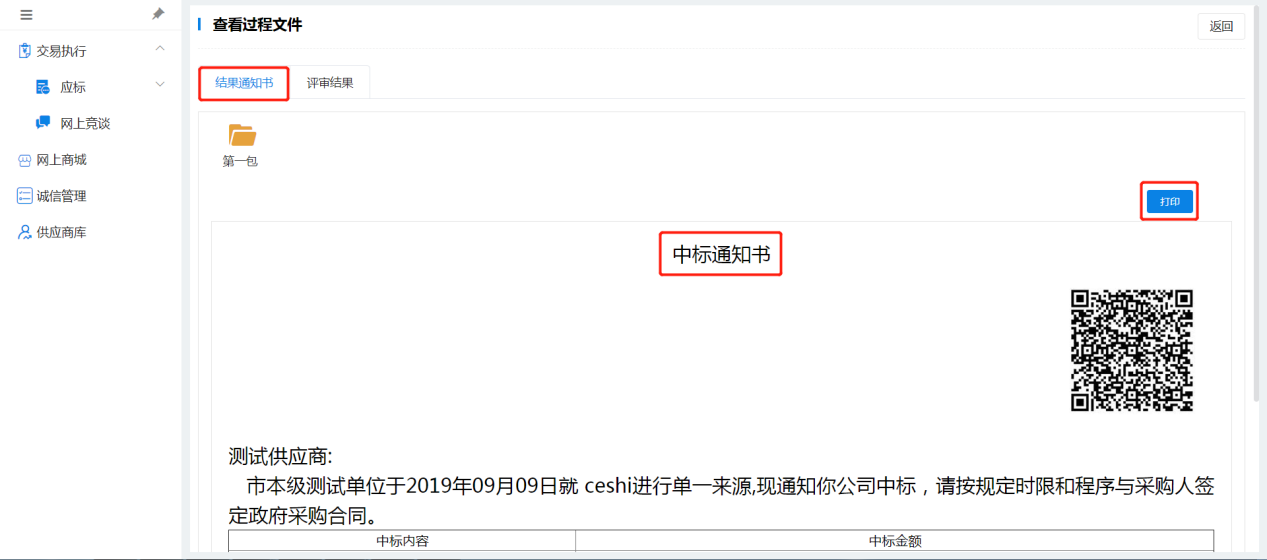 查看过程文件
返回
交易执行
应标
网上竞谈
网上商城
诚信管理
供应商库
结果通知书
评审结果
第一包
打印
中标通知书
测试供应商:
市本级测试单位于2019年09月09日就 ceshi进行单一来源,现通知你公司中标，请按规定时限和程序与采购人签
定政府采购合同。
中标内容
中标金额